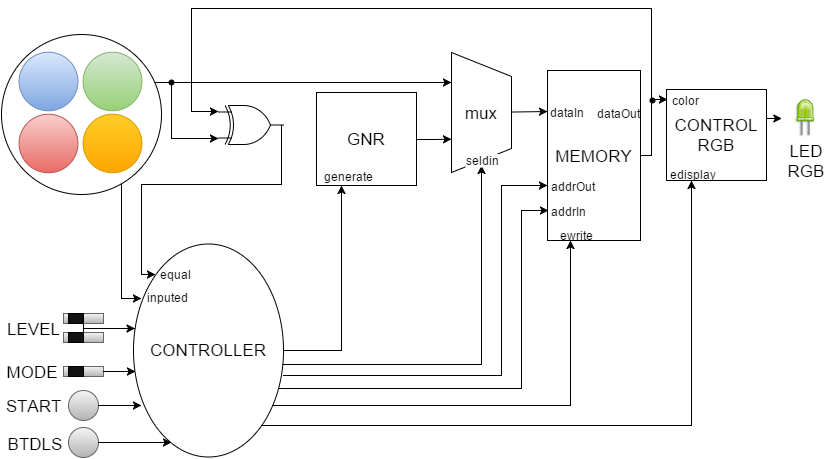 color
dataIn
dataOut
mux
CONTROL
RGB
GNR
LED
RGB
MEMORY
seldin
generate
edisplay
addrOut
addrIn
ewrite
equal
inputed
LEVEL
CONTROLLER
MODE
START
BTDLS